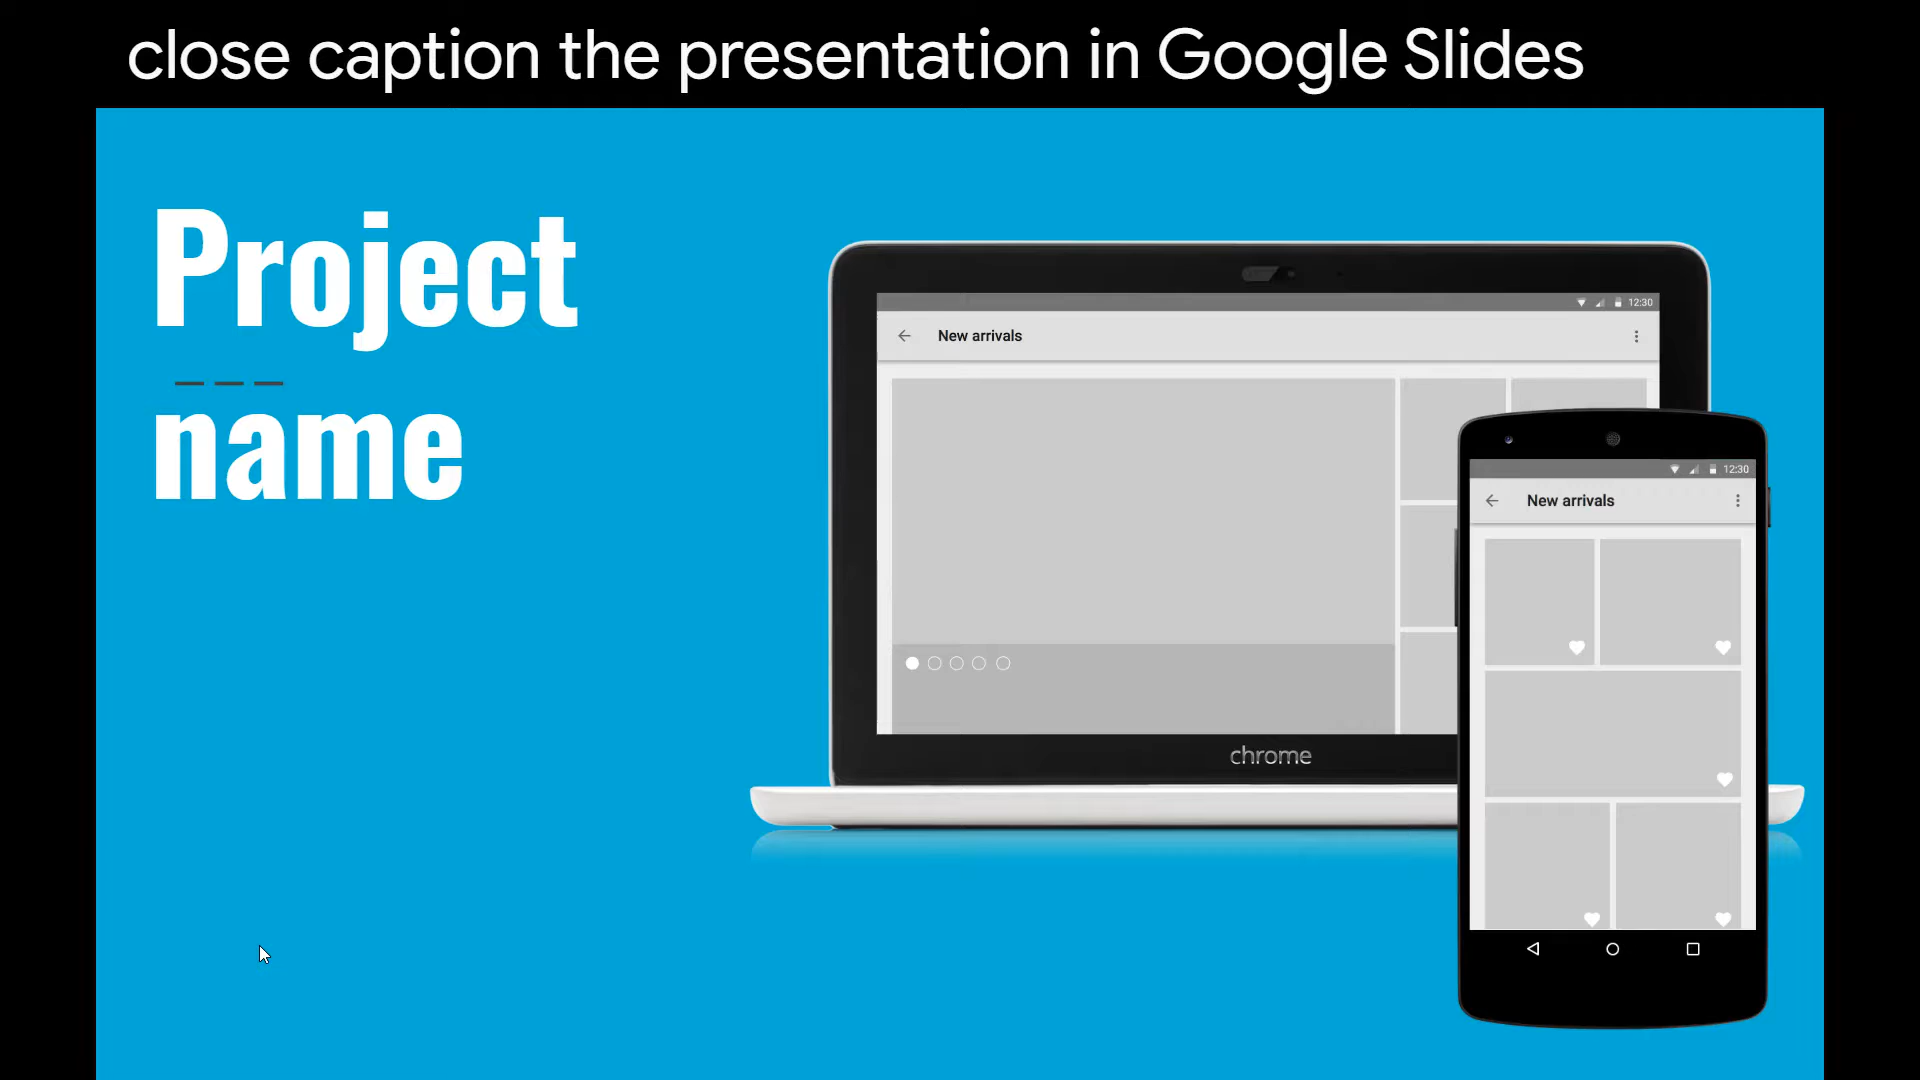 close caption the presentation in Google Slides
Project
name
12:30
New arrivals
chrome
12:30
New arrivals